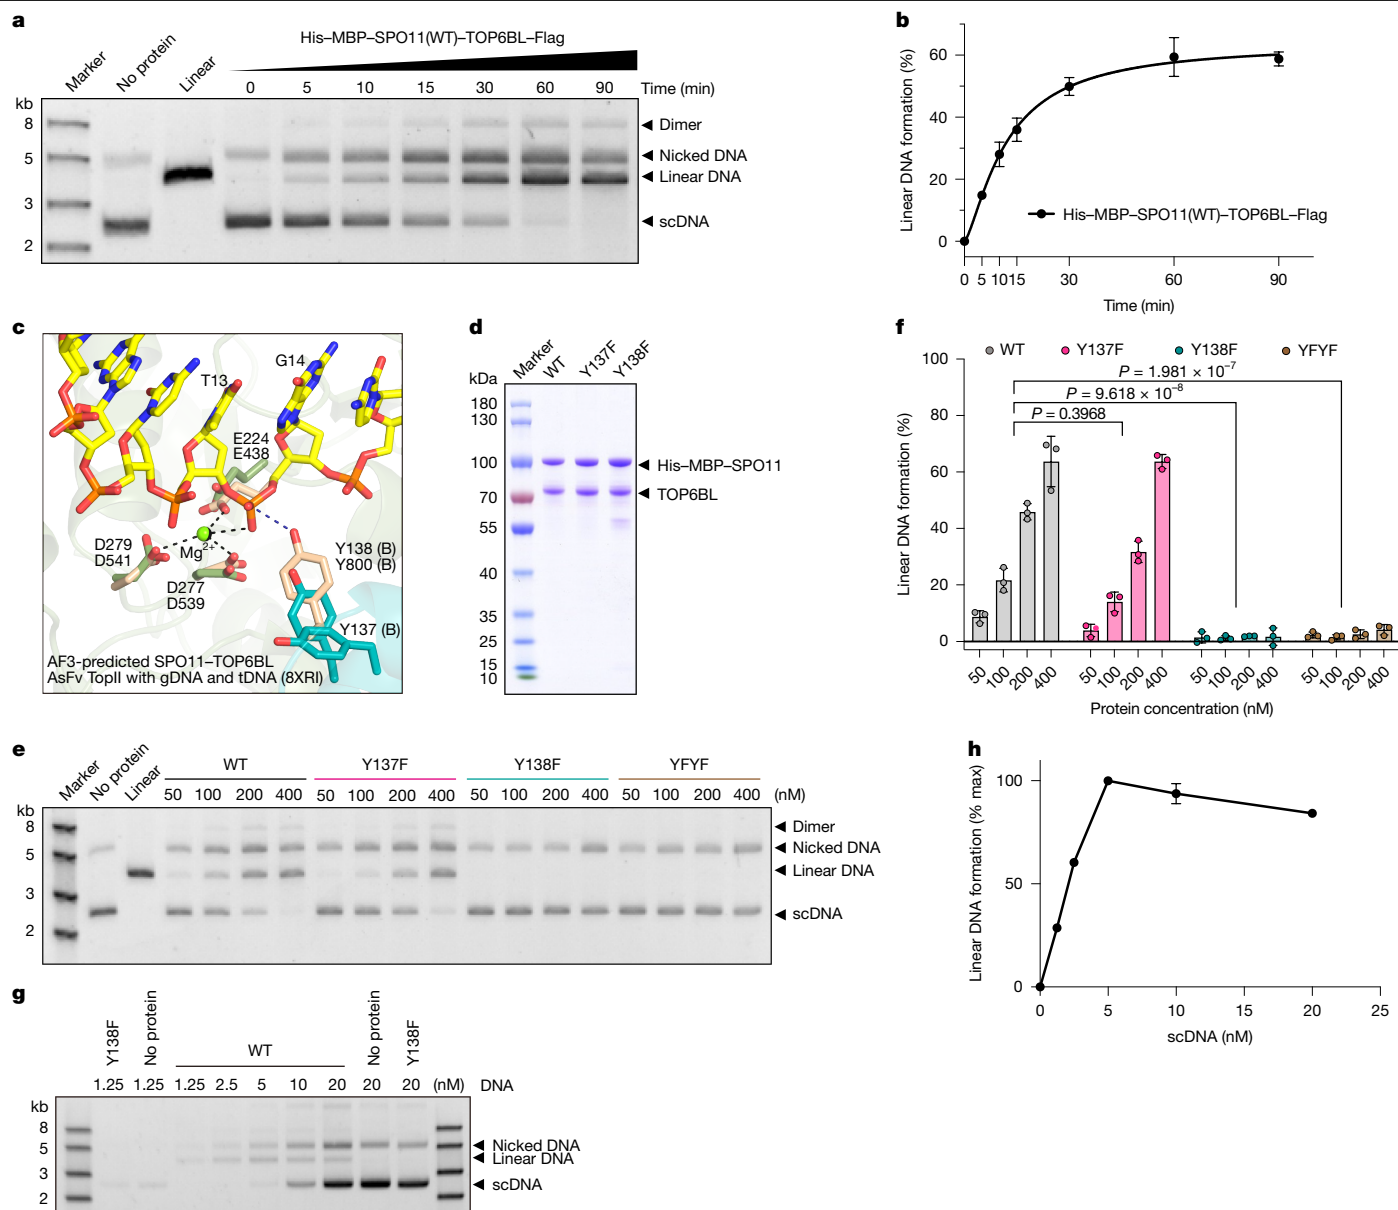 a
His–MBP–SPO11(WT)–TOP6BL–Flag
Marker
No protein
Linear
0 5 10 15 30 60 90 Time (min)
kb
8
5
3
2
Dimer
Nicked DNA
Linear DNA
scDNA
b
Linear DNA formation (%)
60
40
20
0
His–MBP–SPO11(WT)–TOP6BL–Flag
0 5 10 15 30 60 90
Time (min)
c
G14
T13
E224
E438
D279
D541
Mg2+
D277
D539
Y138 (B)
Y800 (B)
Y137 (B)
AF3-predicted SPO11–TOP6BL
AsFv TopII with gDNA and tDNA (8XRI)
d
Marker
WT
Y137F
Y138F
kDa
180
130
100
70
55
40
35
25
15
10
His–MBP–SPO11
TOP6BL
f
WT Y137F Y138F YFYF
Linear DNA formation (%)
100
80
60
40
20
0
P = 1.981 × 10−7
P = 9.618 × 10−8
P = 0.3968
50 100 200 400 50 100 200 400 50 100 200 400 50 100 200 400
Protein concentration (nM)
e
Marker
No protein
Linear
WT Y137F Y138F YFYF
50 100 200 400 50 100 200 400 50 100 200 400 50 100 200 400 (nM)
kb
8
5
3
2
Dimer
Nicked DNA
Linear DNA
scDNA
h
Linear DNA formation (% max)
100
50
0
0 5 10 15 20 25
scDNA (nM)
g
Y138F
No protein
WT
No protein
Y138F
1.25 1.25 1.25 2.5 5 10 20 20 20 (nM) DNA
kb
8
5
3
2
Nicked DNA
Linear DNA
scDNA